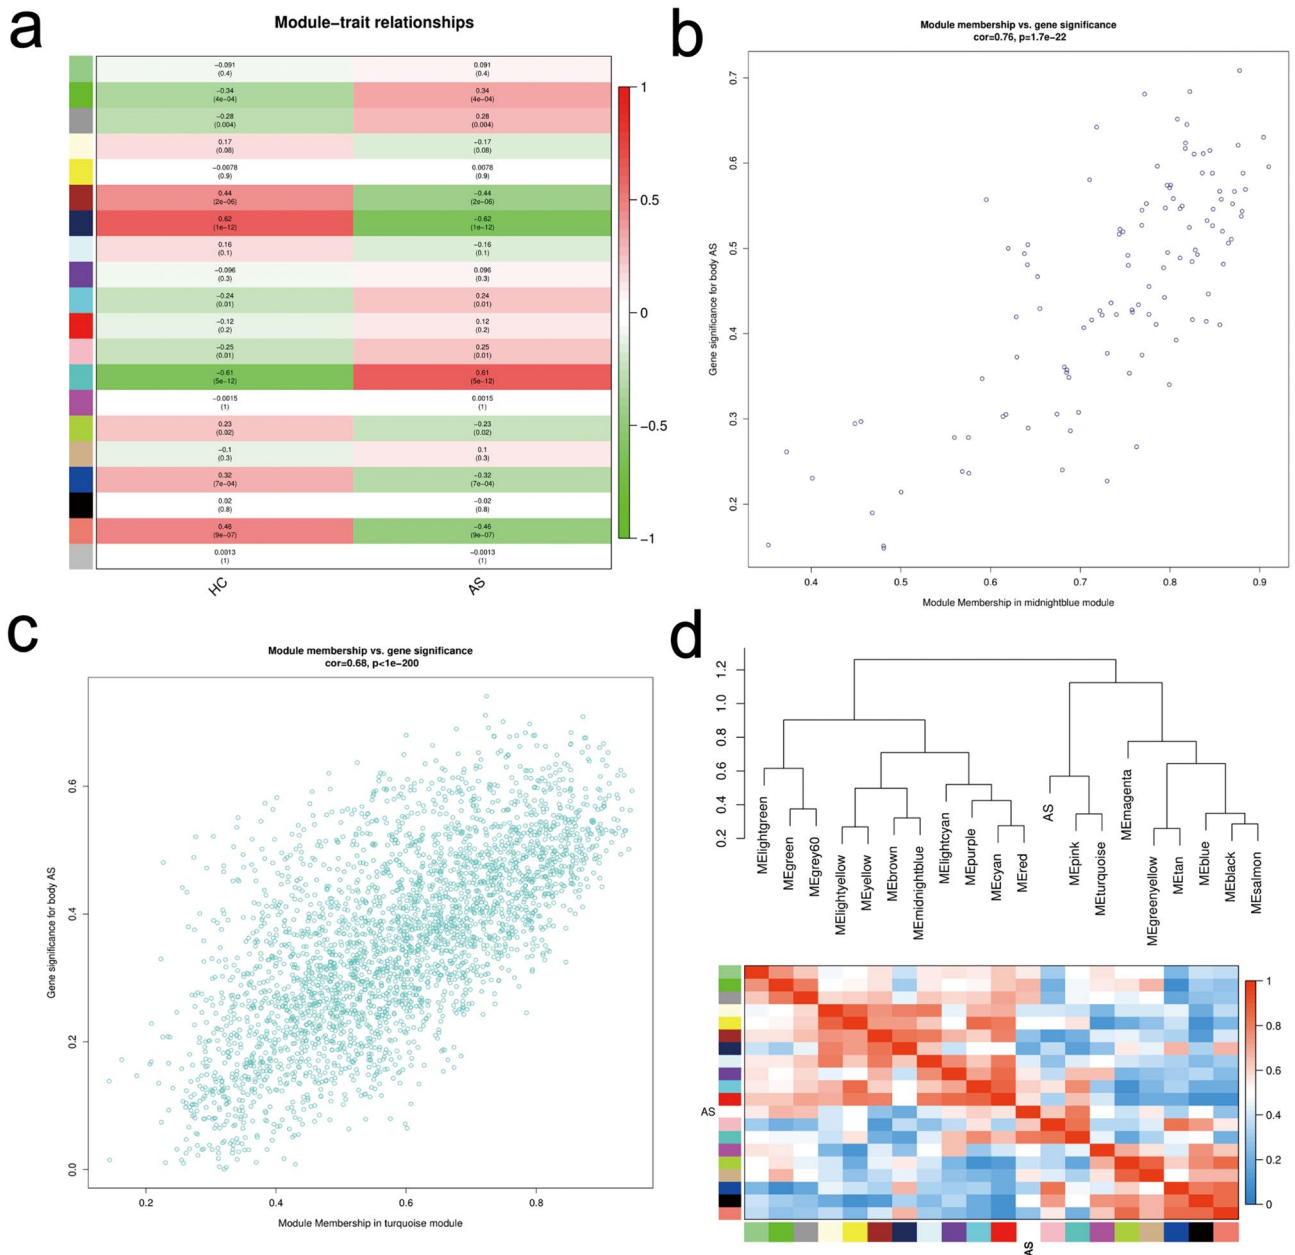 a
Module−trait relationships
−0.091
(0.4)
0.091
(0.4)
−0.34
(4e−04)
0.34
(4e−04)
−0.28
(0.004)
0.28
(0.004)
0.17
(0.08)
−0.17
(0.08)
−0.0078
(0.9)
0.0078
(0.9)
0.44
(2e−06)
−0.44
(2e−06)
0.62
(1e−12)
−0.62
(1e−12)
0.16
(0.1)
−0.16
(0.1)
−0.096
(0.3)
0.096
(0.3)
−0.24
(0.01)
0.24
(0.01)
−0.12
(0.2)
0.12
(0.2)
−0.25
(0.01)
0.25
(0.01)
−0.61
(5e−12)
0.61
(5e−12)
−0.0015
(1)
0.0015
(1)
0.23
(0.02)
−0.23
(0.02)
−0.1
(0.3)
0.1
(0.3)
0.32
(7e−04)
−0.32
(7e−04)
0.02
(0.8)
−0.02
(0.8)
0.46
(9e−07)
−0.46
(9e−07)
0.0013
(1)
−0.0013
(1)
HC
AS
1
0.5
0
−0.5
−1
b
Module membership vs. gene significance
cor=0.76, p=1.7e−22
Gene significance for body AS
0.7
0.6
0.5
0.4
0.3
0.2
0.4 0.5 0.6 0.7 0.8 0.9
Module Membership in midnightblue module
c
Module membership vs. gene significance
cor=0.68, p<1e−200
Gene significance for body AS
0.6
0.4
0.2
0.0
0.2 0.4 0.6 0.8
Module Membership in turquoise module
d
1.2
1.0
0.8
0.6
0.4
0.2
MElightgreen
MEgreen
MEgrey60
MElightyellow
MEyellow
MEbrown
MEmidnightblue
MElightcyan
MEpurple
MEcyan
MEred
AS
MEpink
MEturquoise
MEmagenta
MEgreenyellow
MEtan
MEblue
MEblack
MEsalmon
AS
AS
1
0.8
0.6
0.4
0.2
0